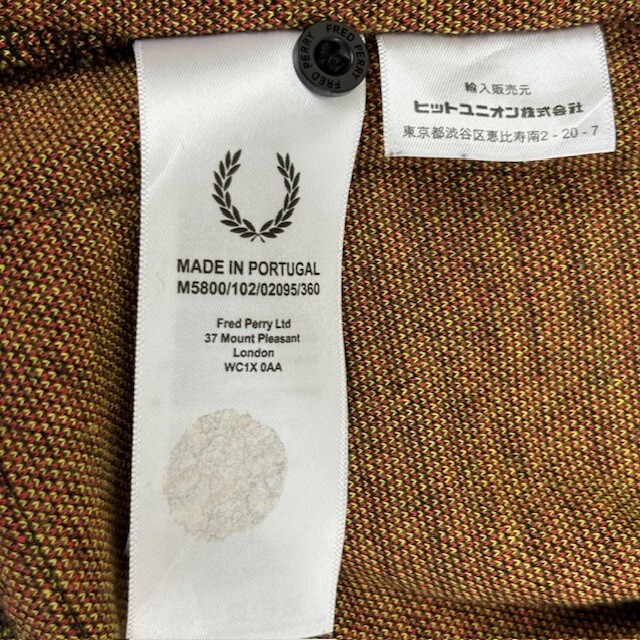 FRED PERRY
FRED PERRY
MADE IN PORTUGAL
M5800/102/02095/360
Fred Perry Ltd
37 Mount Pleasant
London
WC1X 0AA
輸入販売元
ヒットユニオン株式会社
東京都渋谷区恵比寿南2-20-7